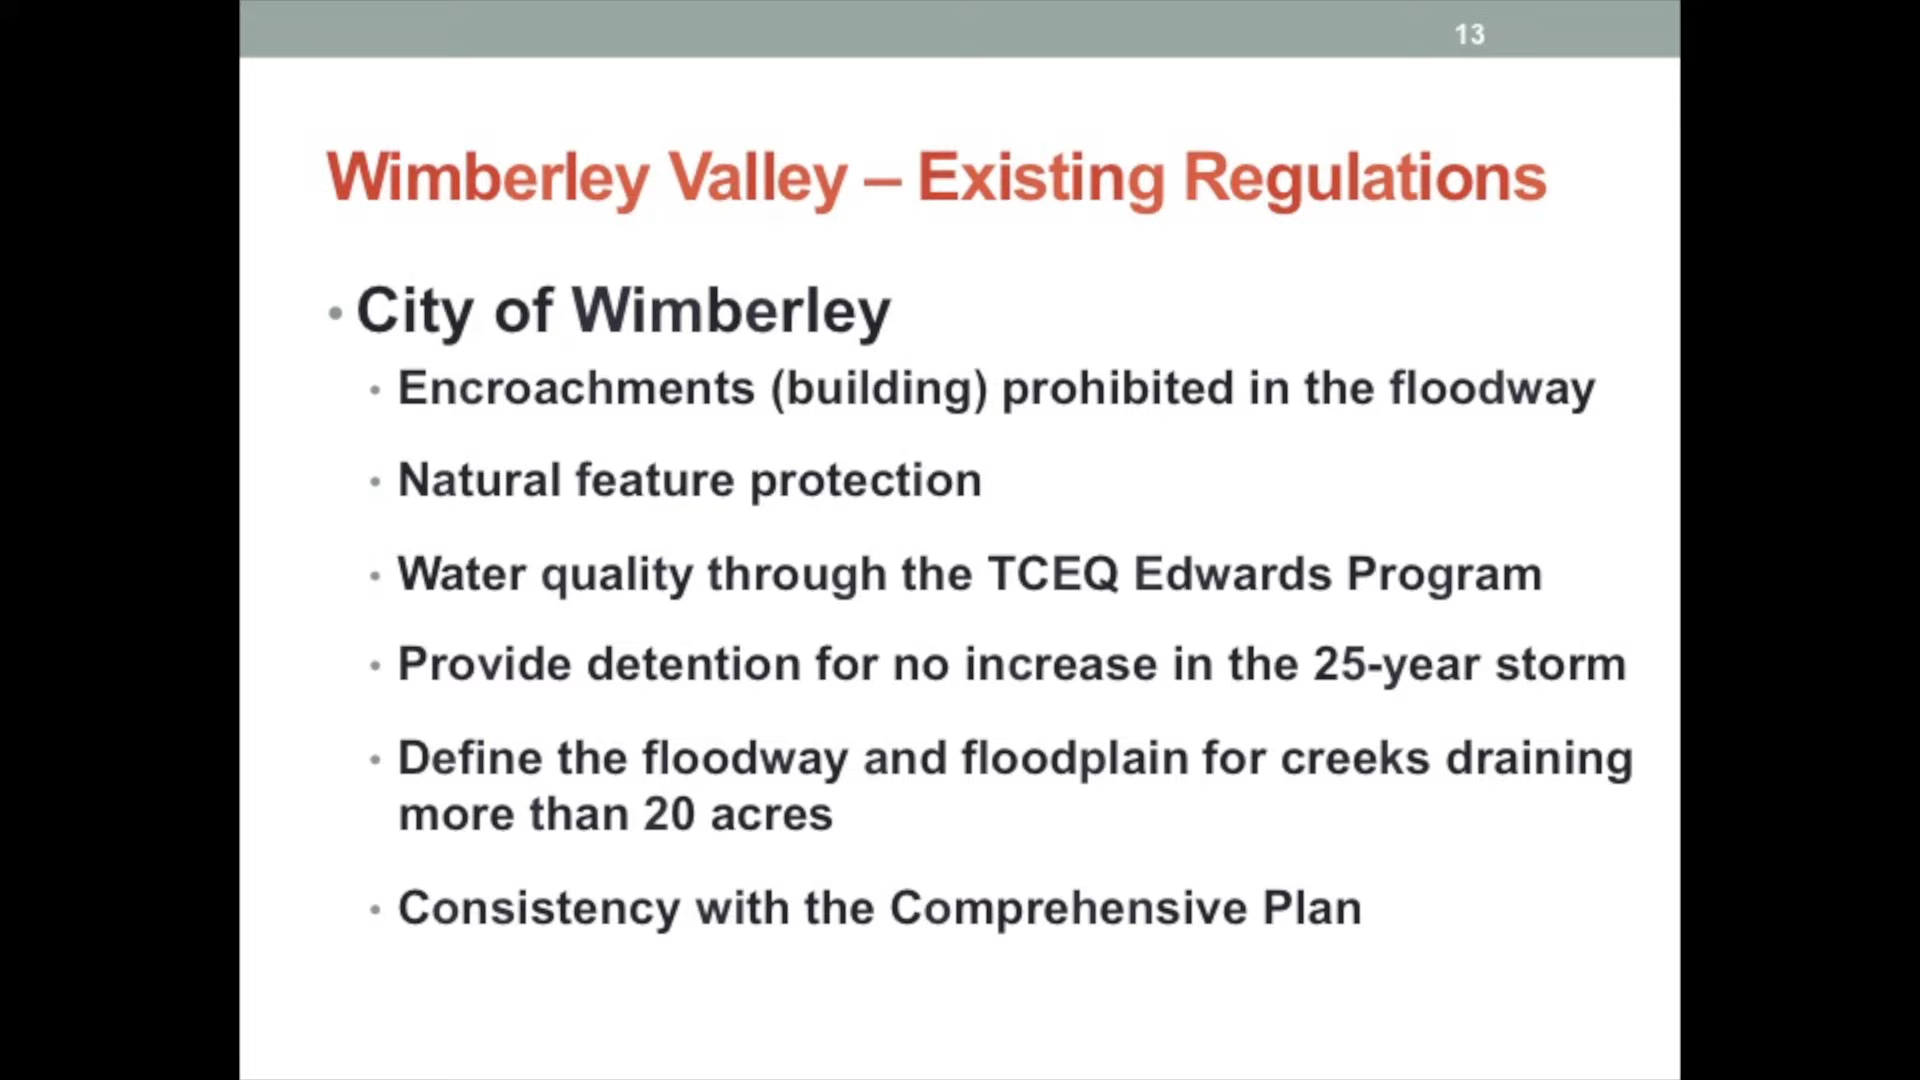 13
Wimberley Valley – Existing Regulations
• City of Wimberley
• Encroachments (building) prohibited in the floodway
• Natural feature protection
• Water quality through the TCEQ Edwards Program
• Provide detention for no increase in the 25-year storm
• Define the floodway and floodplain for creeks draining
more than 20 acres
• Consistency with the Comprehensive Plan